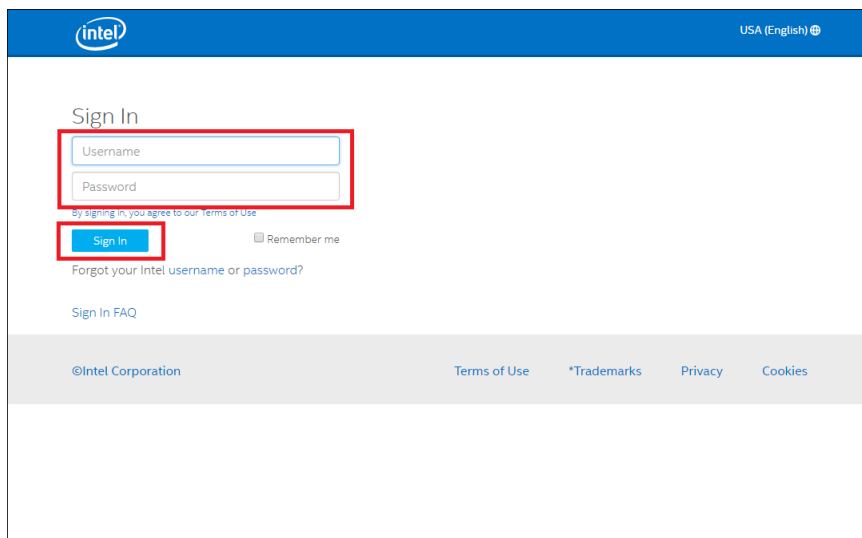 intel
USA (English)
Sign In
Username
Password
By signing in, you agree to our Terms of Use
Sign In
Remember me
Forgot your Intel username or password?
Sign In FAQ
©Intel Corporation
Terms of Use
*Trademarks
Privacy
Cookies